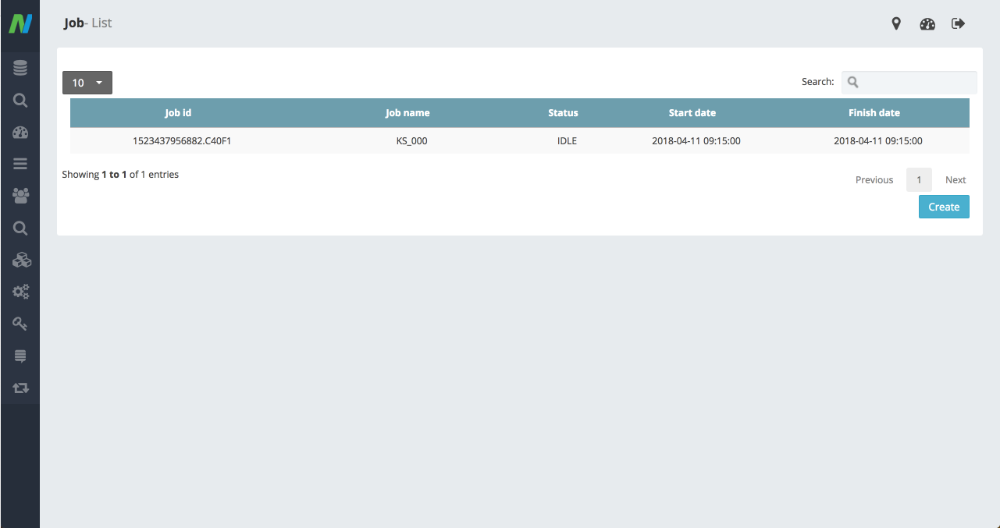 Job- List
10
Search:
Job id Job name Status Start date Finish date
1523437956882.C40F1 KS_000 IDLE 2018-04-11 09:15:00 2018-04-11 09:15:00
Showing 1 to 1 of 1 entries
Previous 1 Next
Create